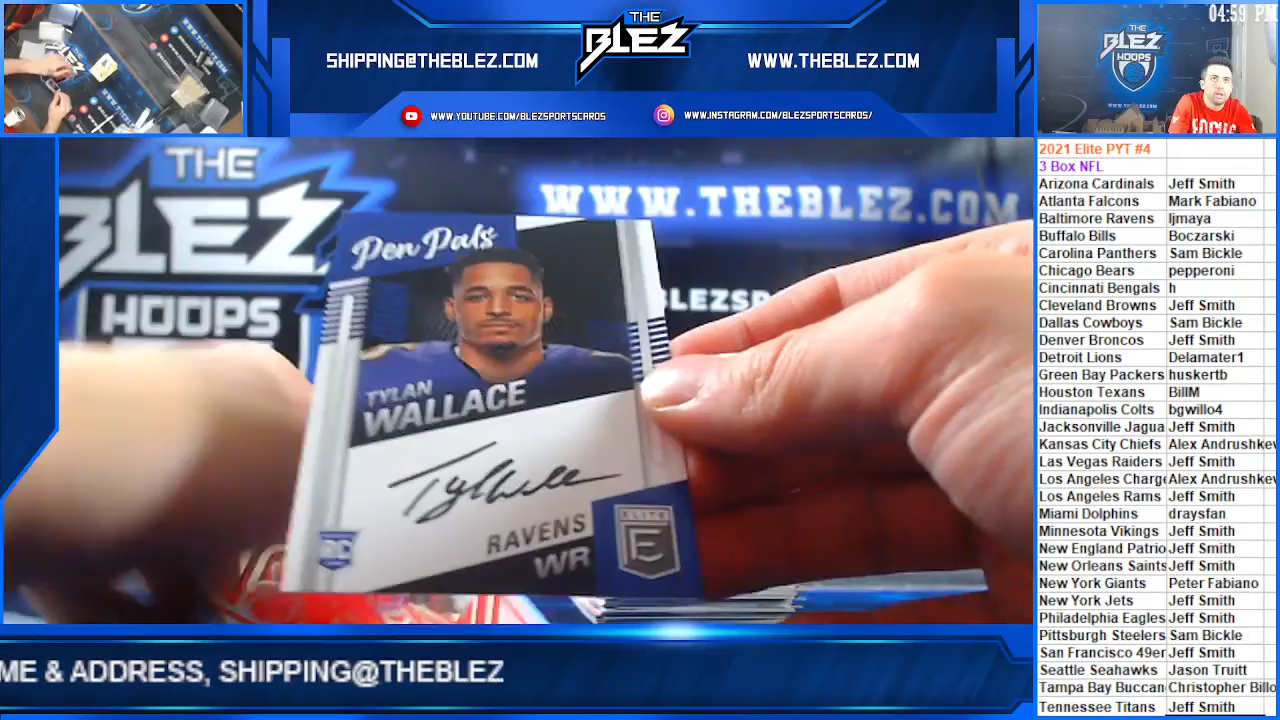 04:59 PM
THE
BLEZ
SHIPPING@THEBLEZ.COM
WWW.THEBLEZ.COM
WWW.YOUTUBE.COM/BLEZSPORTSCARDS
WWW.INSTAGRAM.COM/BLEZSPORTSCARDS/
THE
BLEZ
HOOPS
WWW.THEBLEZ.COM
FOCUS
THE
BLEZ
HOOPS
WWW.THEBLEZ.COM
BLEZSP
Pen Pals
TYLAN
WALLACE
RAVENS
WR
RC
ELITE
E
ME & ADDRESS, SHIPPING@THEBLEZ
2021 Elite PYT #4
3 Box NFL
Arizona Cardinals Jeff Smith
Atlanta Falcons Mark Fabiano
Baltimore Ravens ljmaya
Buffalo Bills Boczarski
Carolina Panthers Sam Bickle
Chicago Bears pepperoni
Cincinnati Bengals h
Cleveland Browns Jeff Smith
Dallas Cowboys Sam Bickle
Denver Broncos Jeff Smith
Detroit Lions Delamater1
Green Bay Packers huskertb
Houston Texans BillM
Indianapolis Colts bgwillo4
Jacksonville Jagua Jeff Smith
Kansas City Chiefs Alex Andrushkev
Las Vegas Raiders Jeff Smith
Los Angeles Charge Alex Andrushkev
Los Angeles Rams Jeff Smith
Miami Dolphins draysfan
Minnesota Vikings Jeff Smith
New England Patrio Jeff Smith
New Orleans Saints Jeff Smith
New York Giants Peter Fabiano
New York Jets Jeff Smith
Philadelphia Eagles Jeff Smith
Pittsburgh Steelers Sam Bickle
San Francisco 49er Jeff Smith
Seattle Seahawks Jason Truitt
Tampa Bay Buccan Christopher Billo
Tennessee Titans Jeff Smith